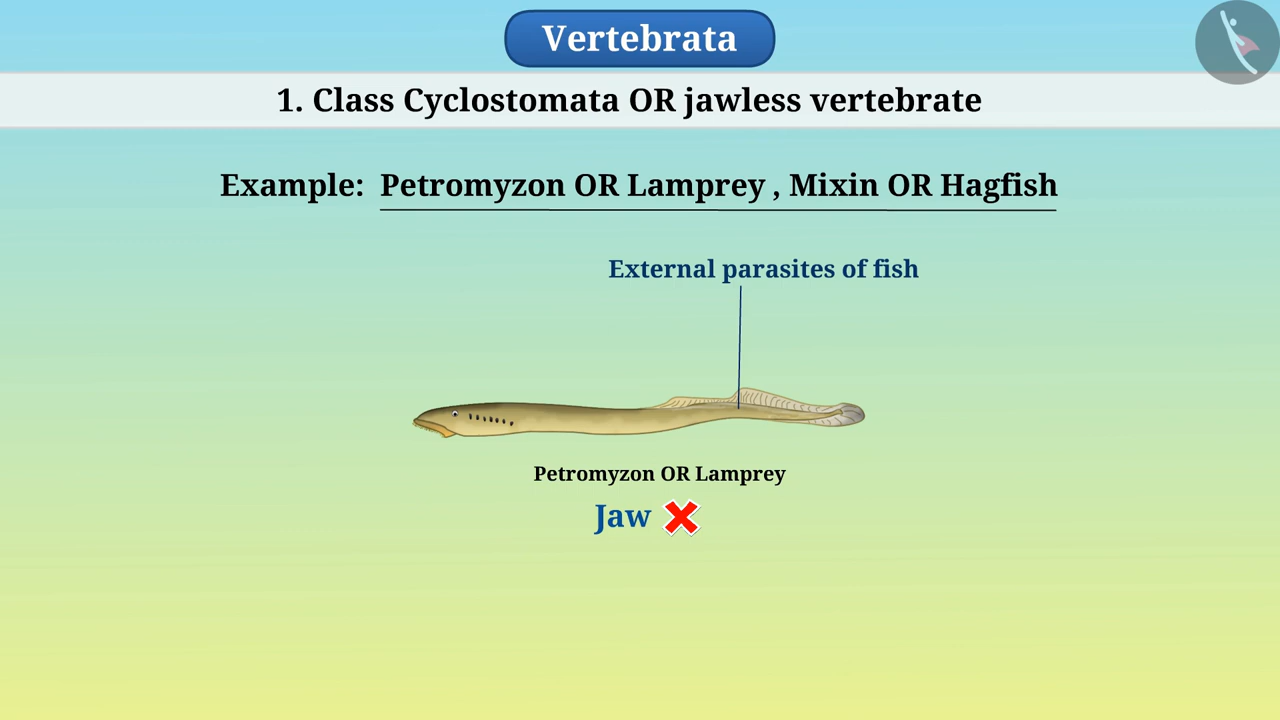 Vertebrata
1. Class Cyclostomata OR jawless vertebrate
Example: Petromyzon OR Lamprey , Mixin OR Hagfish
External parasites of fish
Petromyzon OR Lamprey
Jaw